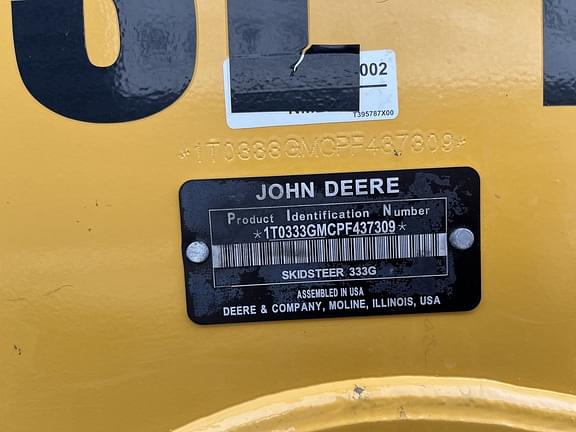 002
T395787X00
*1T0333GMCPF437309*
JOHN DEERE
Product Identification Number
*1T0333GMCPF437309*
SKIDSTEER 333G
ASSEMBLED IN USA
DEERE & COMPANY, MOLINE, ILLINOIS, USA